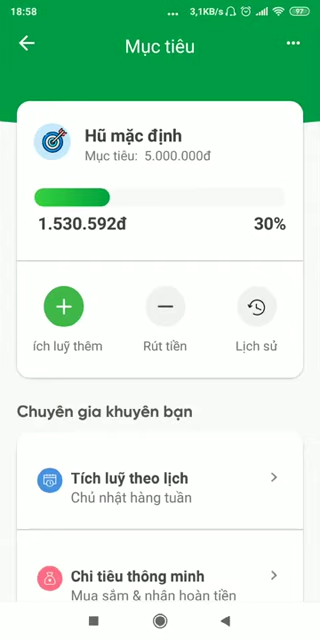 18:58
... 3,1KB/s 97
Mục tiêu
Hũ mặc định
Mục tiêu: 5.000.000đ
1.530.592đ 30%
ích luỹ thêm Rút tiền Lịch sử
Chuyên gia khuyên bạn
Tích luỹ theo lịch
Chủ nhật hàng tuần
Chi tiêu thông minh
Mua sắm & nhận hoàn tiền